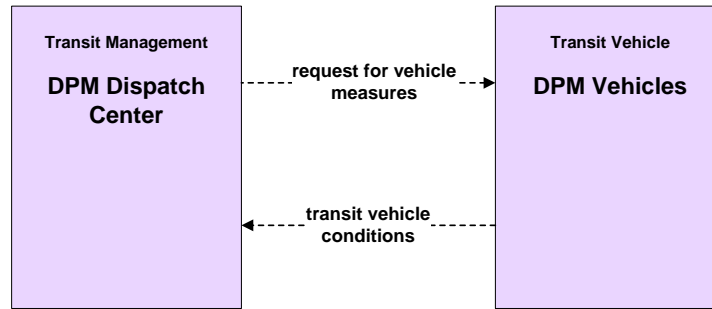 Transit Management
DPM Dispatch
Center
request for vehicle
measures
Transit Vehicle
DPM Vehicles
transit vehicle
conditions